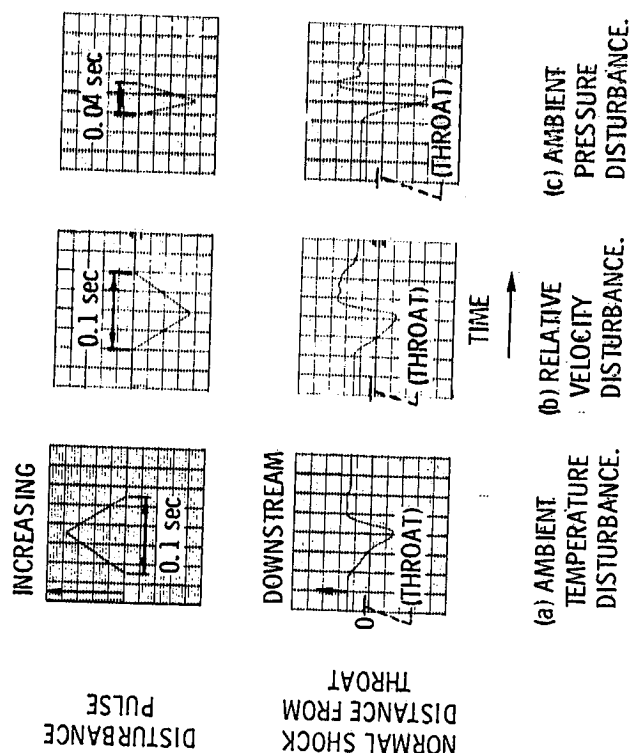 DISTURBANCE
PULSE
INCREASING
0.1 sec
0.1 sec
0.04 sec
NORMAL SHOCK
DISTANCE FROM
THROAT
DOWNSTREAM
0
(THROAT)
(THROAT)
(THROAT)
TIME
(a) AMBIENT
TEMPERATURE
DISTURBANCE.
(b) RELATIVE
VELOCITY
DISTURBANCE.
(c) AMBIENT
PRESSURE
DISTURBANCE.